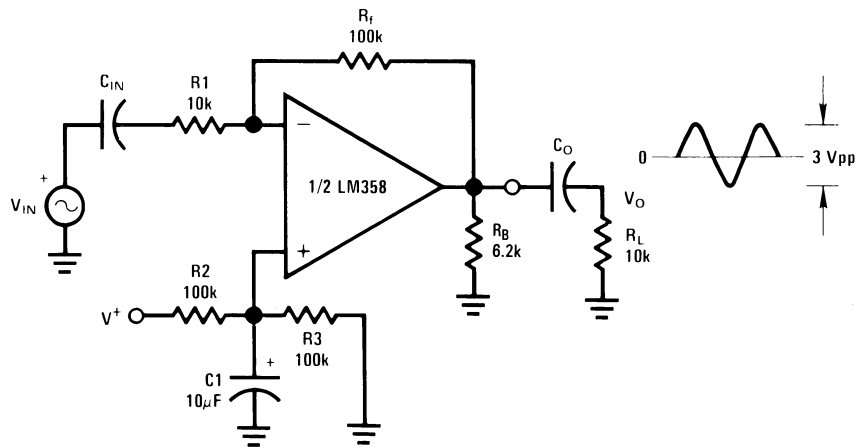 Rf
100k
CIN
R1
10k
CO
−
0
3 Vpp
+
1/2 LM358
VO
VIN
RB
6.2k
RL
10k
+
R2
100k
V+
R3
100k
+
C1
10μF